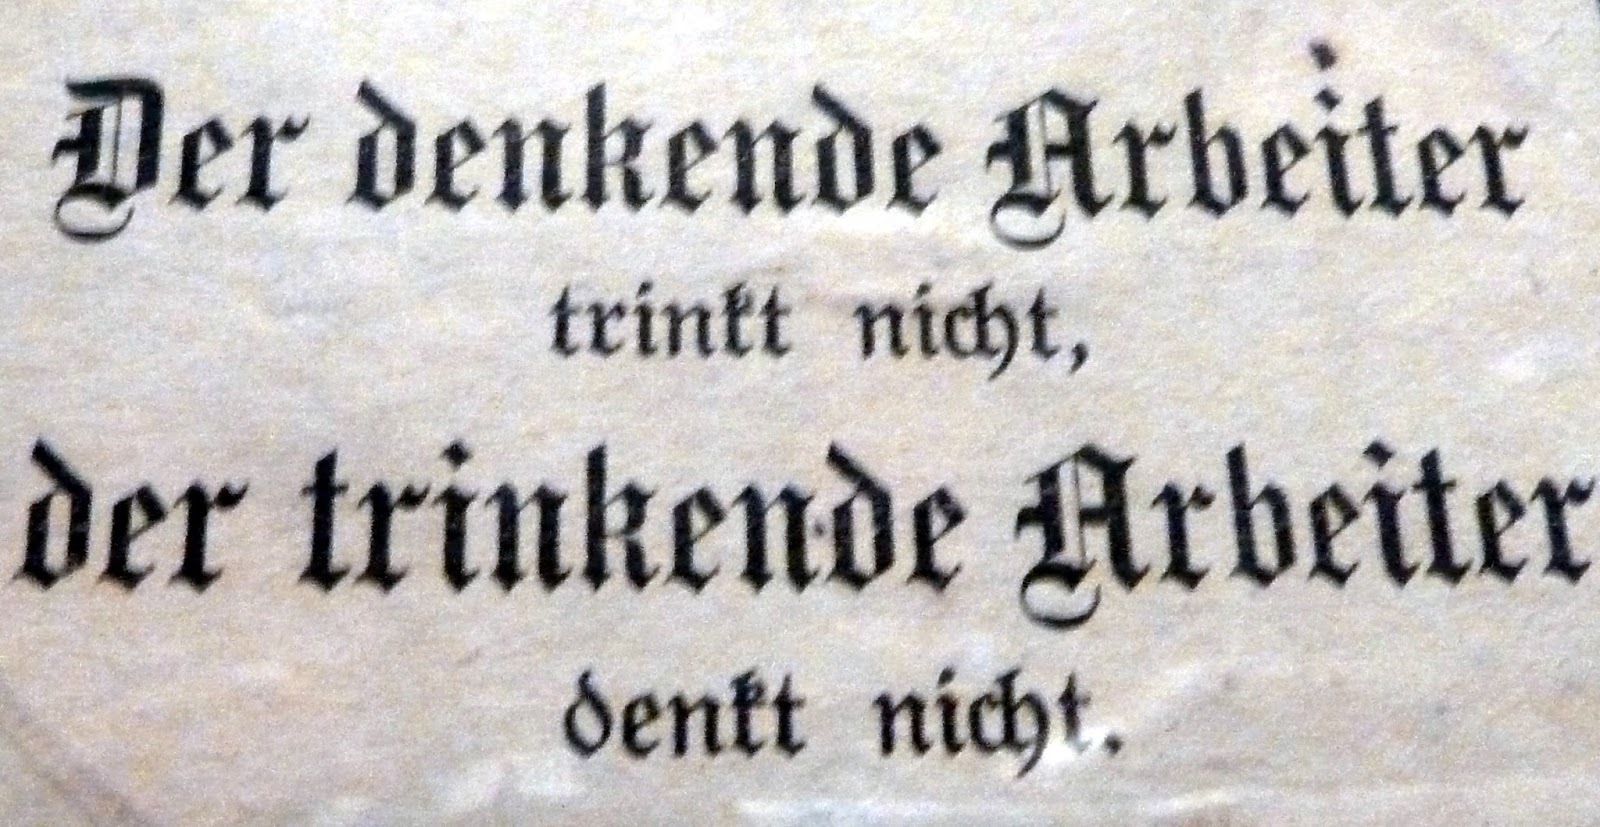 Der denkende Arbeiter
trinkt nicht,
der trinkende Arbeiter
denkt nicht.